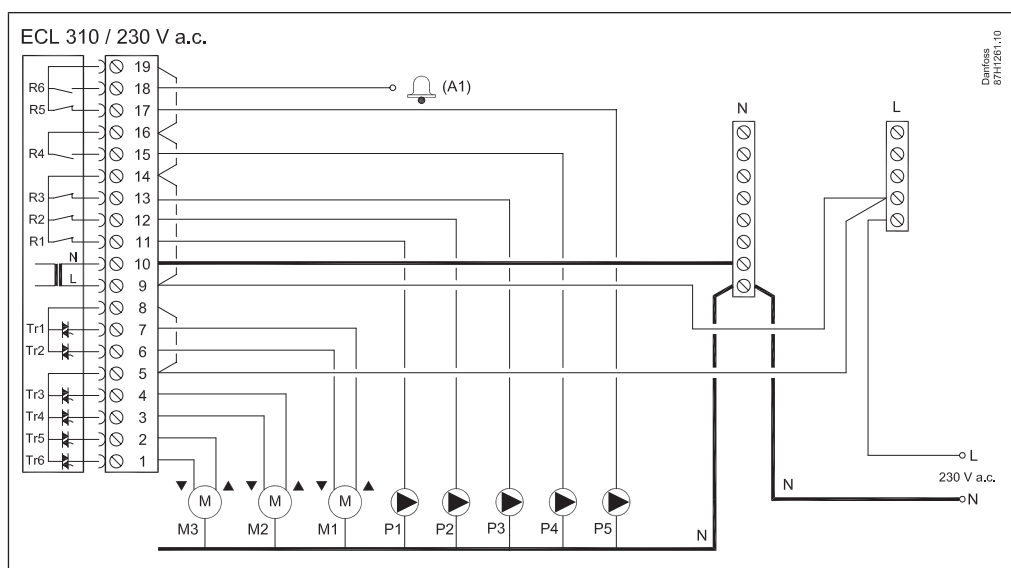 ECL 310 / 230 V a.c.
Danfoss
87H1261.10
19
R6 18 (A1)
R5 17
16
R4 15
14
R3 13
R2 12
R1 11
N 10
L 9
8
Tr1 7
Tr2 6
5
Tr3 4
Tr4 3
Tr5 2
Tr6 1
N
L
L
230 V a.c.
N
N
M M M
M3 M2 M1 P1 P2 P3 P4 P5
N